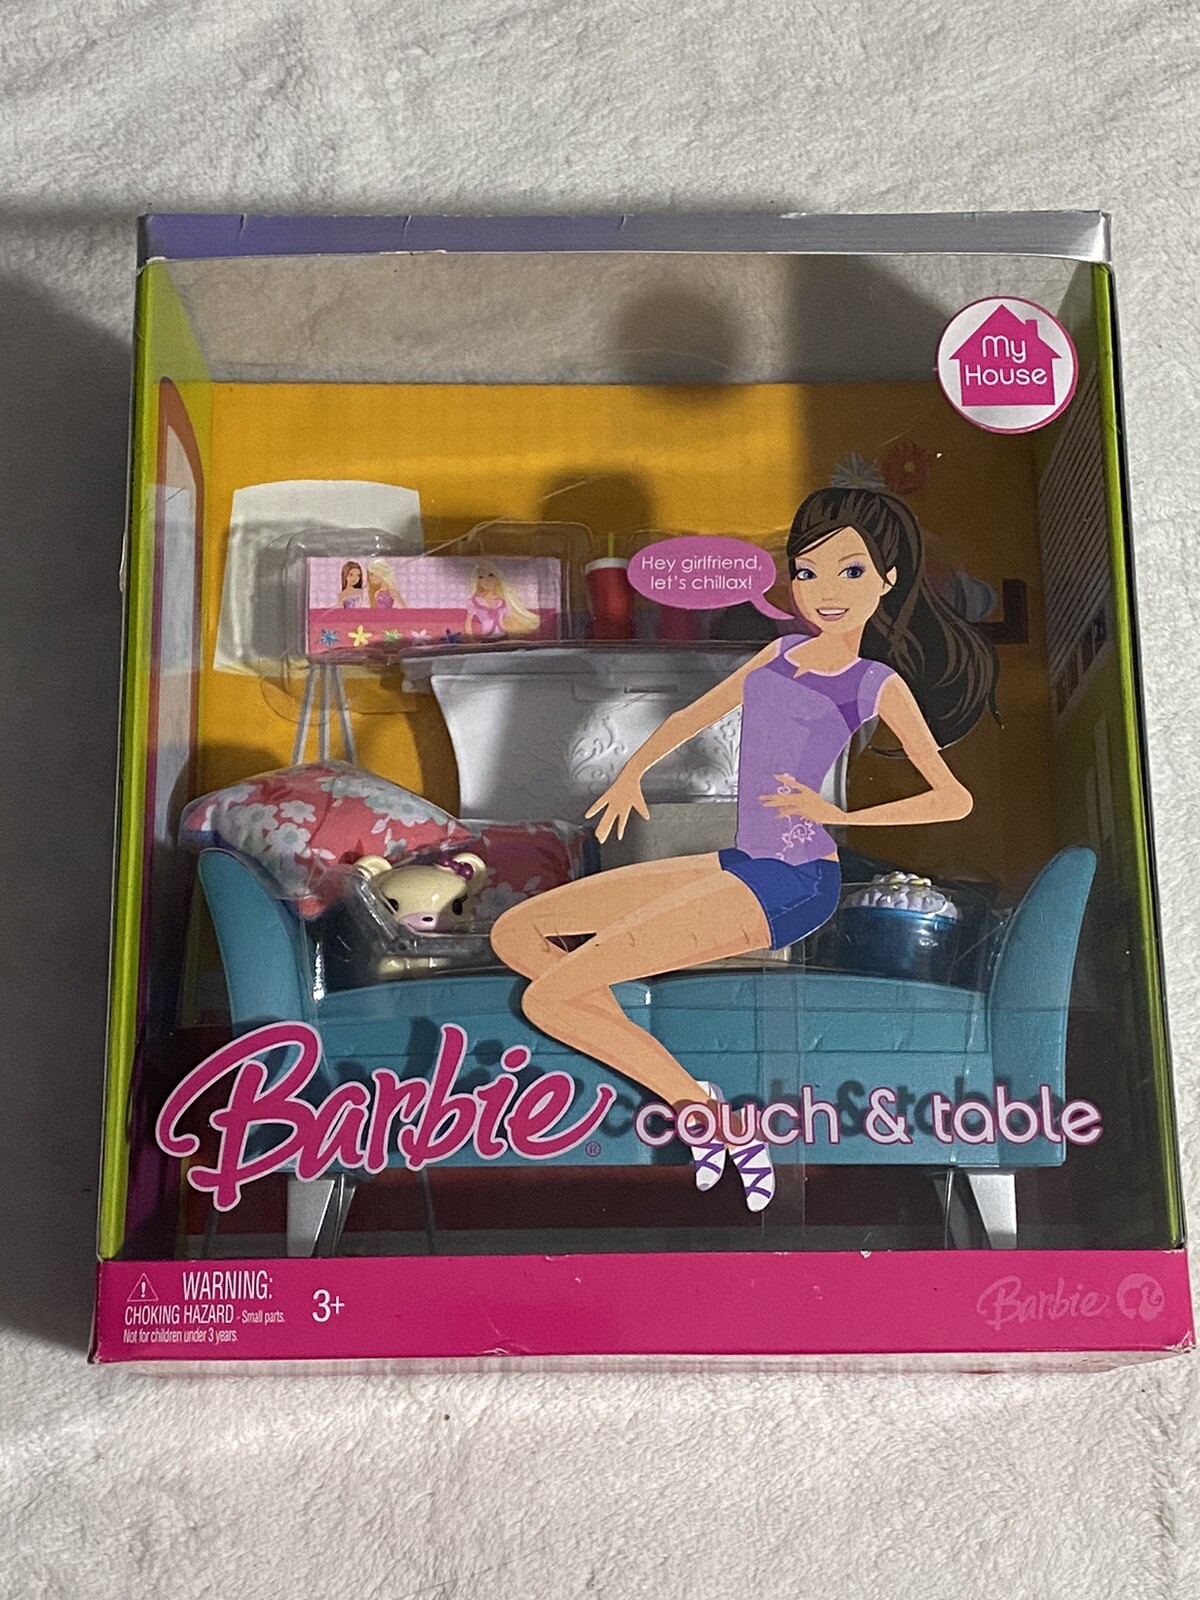 My
House
Hey girlfriend,
let's chillax!
Barbie®
couch & table
WARNING:
CHOKING HAZARD - Small parts.
Not for children under 3 years.
3+
Barbie